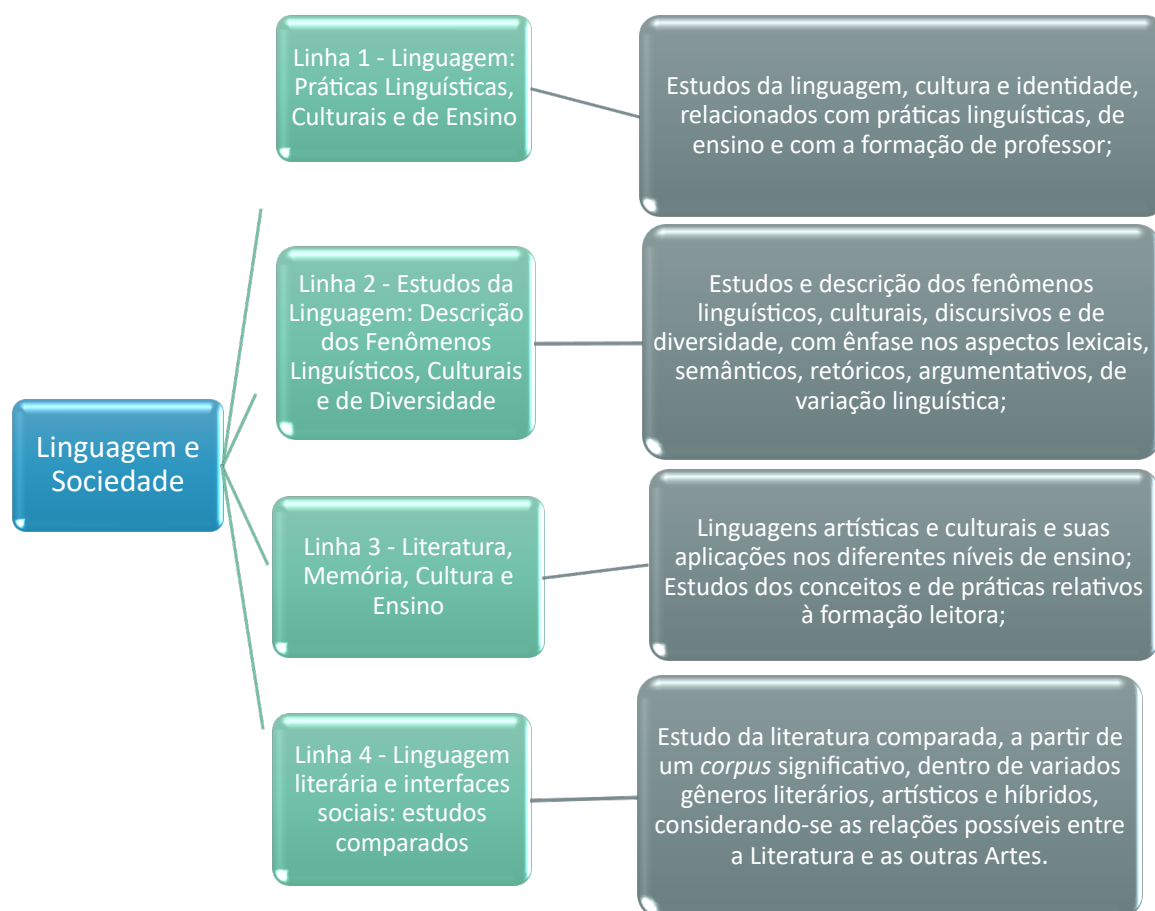 Linguagem e
Sociedade
Linha 1 - Linguagem:
Práticas Linguísticas,
Culturais e de Ensino
Estudos da linguagem, cultura e identidade,
relacionados com práticas linguísticas, de
ensino e com a formação de professor;
Linha 2 - Estudos da
Linguagem: Descrição
dos Fenômenos
Linguísticos, Culturais
e de Diversidade
Estudos e descrição dos fenômenos
linguísticos, culturais, discursivos e de
diversidade, com ênfase nos aspectos lexicais,
semânticos, retóricos, argumentativos, de
variação linguística;
Linha 3 - Literatura,
Memória, Cultura e
Ensino
Linguagens artísticas e culturais e suas
aplicações nos diferentes níveis de ensino;
Estudos dos conceitos e de práticas relativos
à formação leitora;
Linha 4 - Linguagem
literária e interfaces
sociais: estudos
comparados
Estudo da literatura comparada, a partir de
um corpus significativo, dentro de variados
gêneros literários, artísticos e híbridos,
considerando-se as relações possíveis entre
a Literatura e as outras Artes.